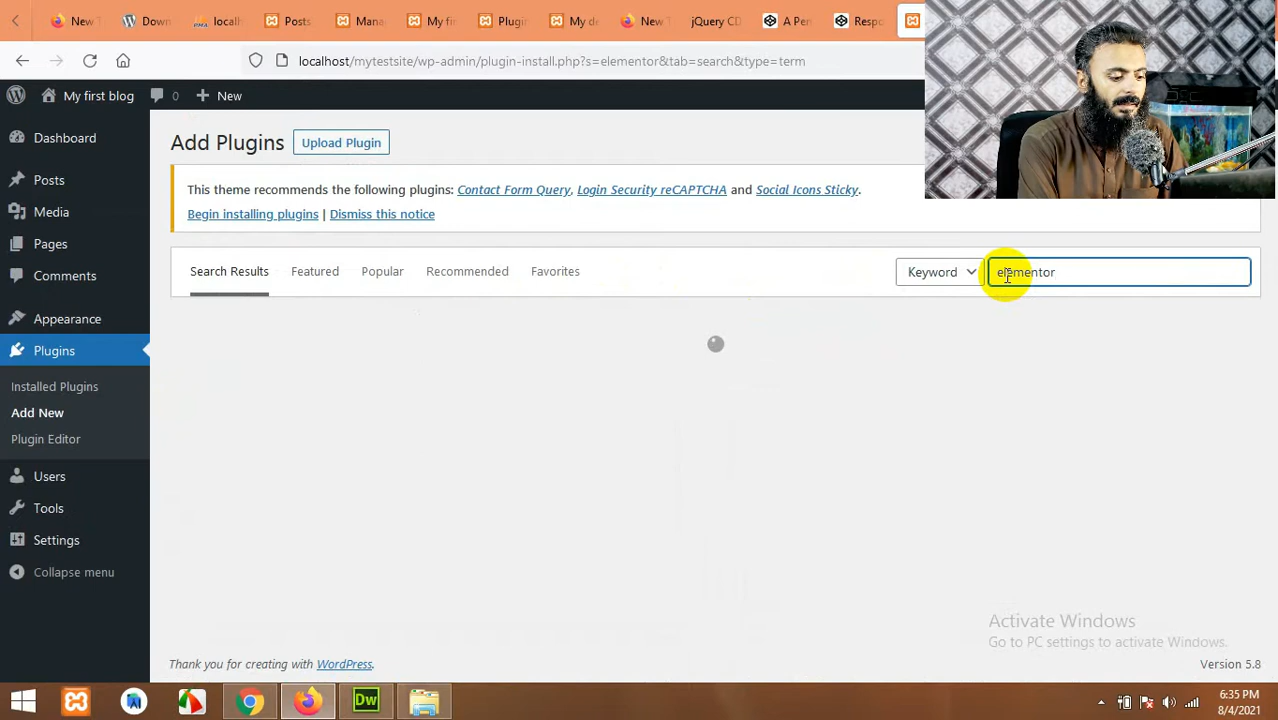 New T
Down
localh
Posts
Mana
My fi
Plugin
My de
New T
jQuery CD
A Pen
Respo
localhost/mytestsite/wp-admin/plugin-install.php?s=elementor&tab=search&type=term
My first blog
0
New
Dashboard
Posts
Media
Pages
Comments
Appearance
Plugins
Installed Plugins
Add New
Plugin Editor
Users
Tools
Settings
Collapse menu
Add Plugins
Upload Plugin
This theme recommends the following plugins: Contact Form Query, Login Security reCAPTCHA and Social Icons Sticky.
Begin installing plugins | Dismiss this notice
Search Results
Featured
Popular
Recommended
Favorites
Keyword
elementor
Activate Windows
Go to PC settings to activate Windows.
Thank you for creating with WordPress.
Version 5.8
Dw
6:35 PM
8/4/2021